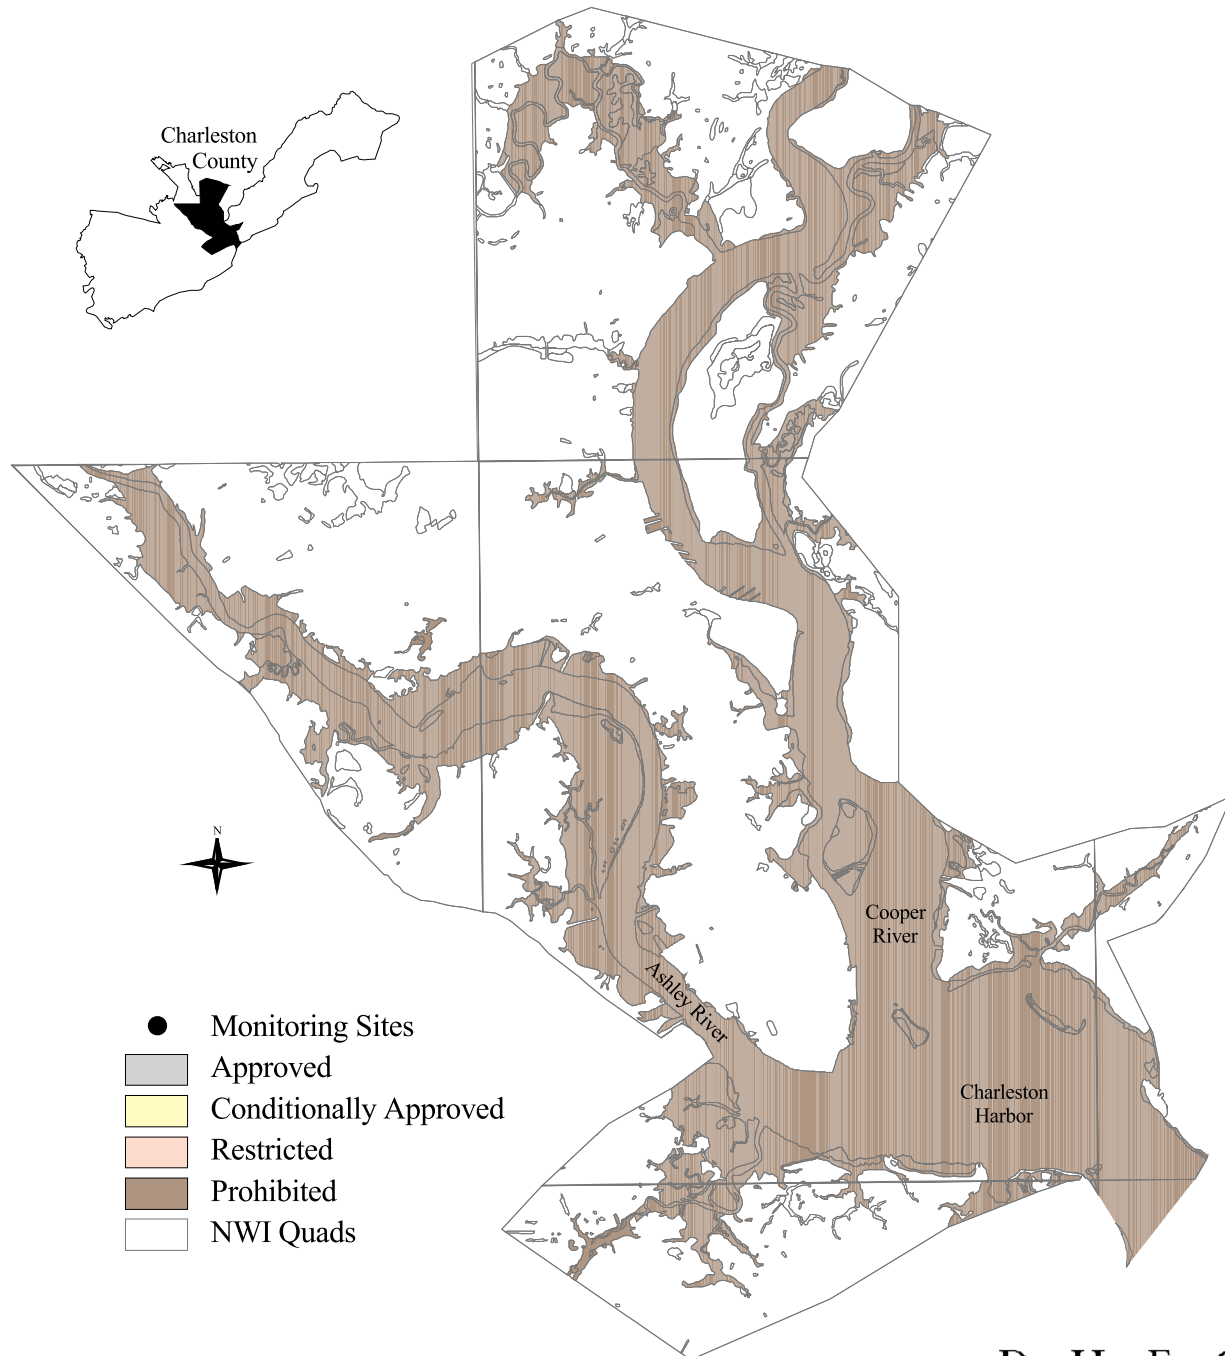 Charleston
County
N
Cooper
River
Ashley River
Charleston
Harbor
Monitoring Sites
Approved
Conditionally Approved
Restricted
Prohibited
NWI Quads